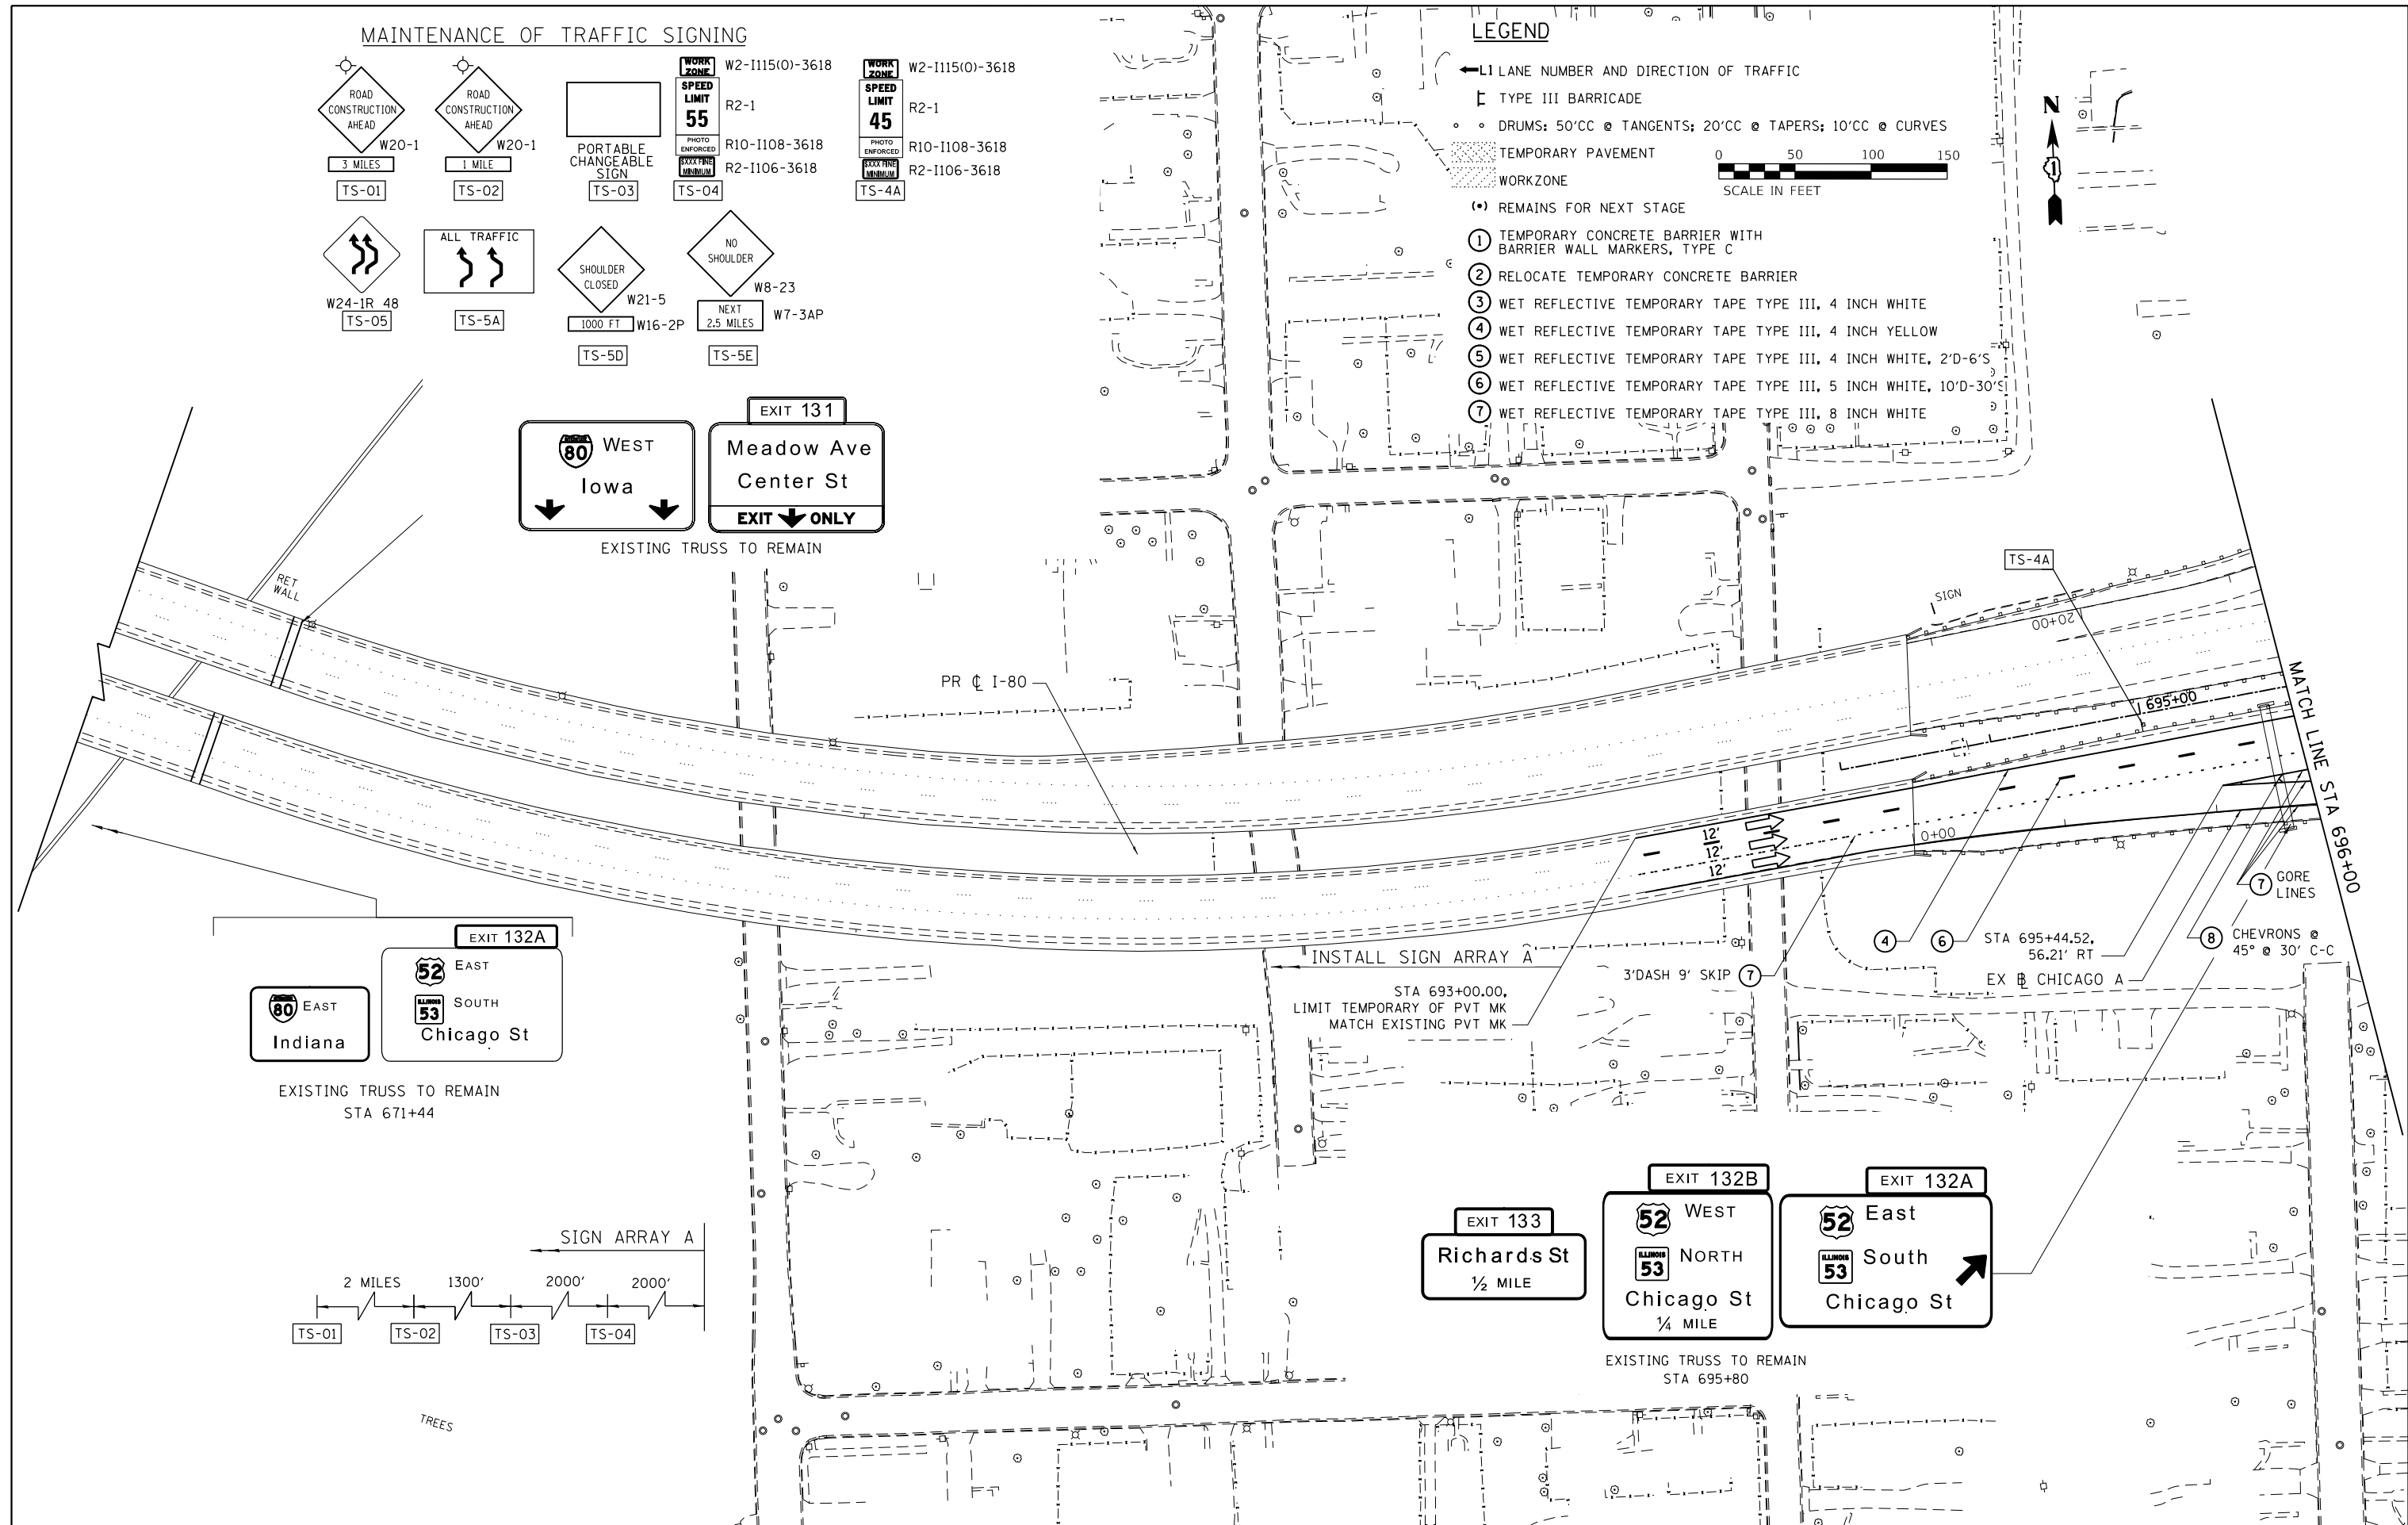 MAINTENANCE OF TRAFFIC SIGNING
ROAD
CONSTRUCTION
AHEAD
W20-1
3 MILES
TS-01
ROAD
CONSTRUCTION
AHEAD
W20-1
1 MILE
TS-02
PORTABLE
CHANGEABLE
SIGN
TS-03
WORK
ZONE
SPEED
LIMIT
55
PHOTO
ENFORCED
$XXX FINE
MINIMUM
W2-I115(O)-3618
R2-1
R10-I108-3618
R2-I106-3618
TS-04
WORK
ZONE
SPEED
LIMIT
45
PHOTO
ENFORCED
$XXX FINE
MINIMUM
W2-I115(O)-3618
R2-1
R10-I108-3618
R2-I106-3618
TS-4A
W24-1R 48
TS-05
ALL TRAFFIC
TS-5A
SHOULDER
CLOSED
W21-5
1000 FT W16-2P
TS-5D
NO
SHOULDER
W8-23
NEXT
2.5 MILES
W7-3AP
TS-5E
LEGEND
L1 LANE NUMBER AND DIRECTION OF TRAFFIC
TYPE III BARRICADE
DRUMS: 50'CC @ TANGENTS; 20'CC @ TAPERS; 10'CC @ CURVES
TEMPORARY PAVEMENT
WORKZONE
(•) REMAINS FOR NEXT STAGE
1 TEMPORARY CONCRETE BARRIER WITH
BARRIER WALL MARKERS, TYPE C
2 RELOCATE TEMPORARY CONCRETE BARRIER
3 WET REFLECTIVE TEMPORARY TAPE TYPE III, 4 INCH WHITE
4 WET REFLECTIVE TEMPORARY TAPE TYPE III, 4 INCH YELLOW
5 WET REFLECTIVE TEMPORARY TAPE TYPE III, 4 INCH WHITE, 2'D-6'S
6 WET REFLECTIVE TEMPORARY TAPE TYPE III, 5 INCH WHITE, 10'D-30'S
7 WET REFLECTIVE TEMPORARY TAPE TYPE III, 8 INCH WHITE
0 50 100 150
SCALE IN FEET
N
1
80 WEST
Iowa
EXIT 131
Meadow Ave
Center St
EXIT ONLY
EXISTING TRUSS TO REMAIN
RET
WALL
PR ℄ I-80
TS-4A
SIGN
20+00
695+00
MATCH LINE STA 696+00
12'
12'
12'
0+00
7 GORE
LINES
8 CHEVRONS @
45° @ 30' C-C
4
6
STA 695+44.52,
56.21' RT
EX B CHICAGO A
INSTALL SIGN ARRAY A
3'DASH 9' SKIP 7
STA 693+00.00,
LIMIT TEMPORARY OF PVT MK
MATCH EXISTING PVT MK
80 EAST
Indiana
EXIT 132A
52 EAST
ILLINOIS
53 SOUTH
Chicago St
EXISTING TRUSS TO REMAIN
STA 671+44
SIGN ARRAY A
2 MILES 1300' 2000' 2000'
TS-01 TS-02 TS-03 TS-04
TREES
EXIT 133
Richards St
½ MILE
EXIT 132B
52 WEST
ILLINOIS
53 NORTH
Chicago St
¼ MILE
EXIT 132A
52 East
ILLINOIS
53 South
Chicago St
EXISTING TRUSS TO REMAIN
STA 695+80